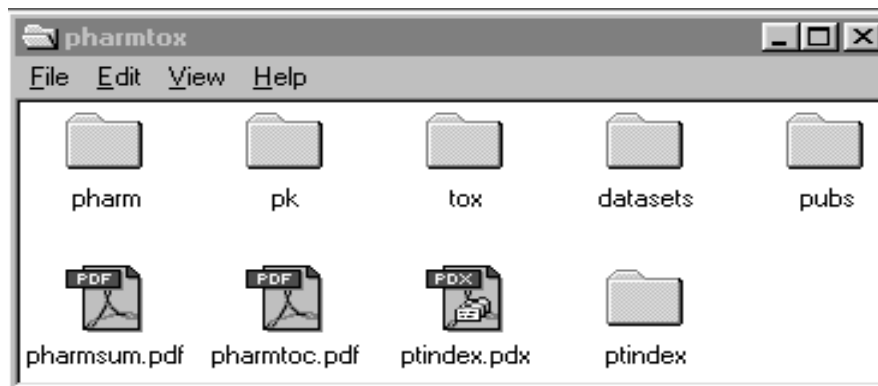 pharmtox
File Edit View Help
pharm pk tox datasets pubs
PDF PDF PDX
pharmsum.pdf pharmtoc.pdf ptindex.pdx ptindex